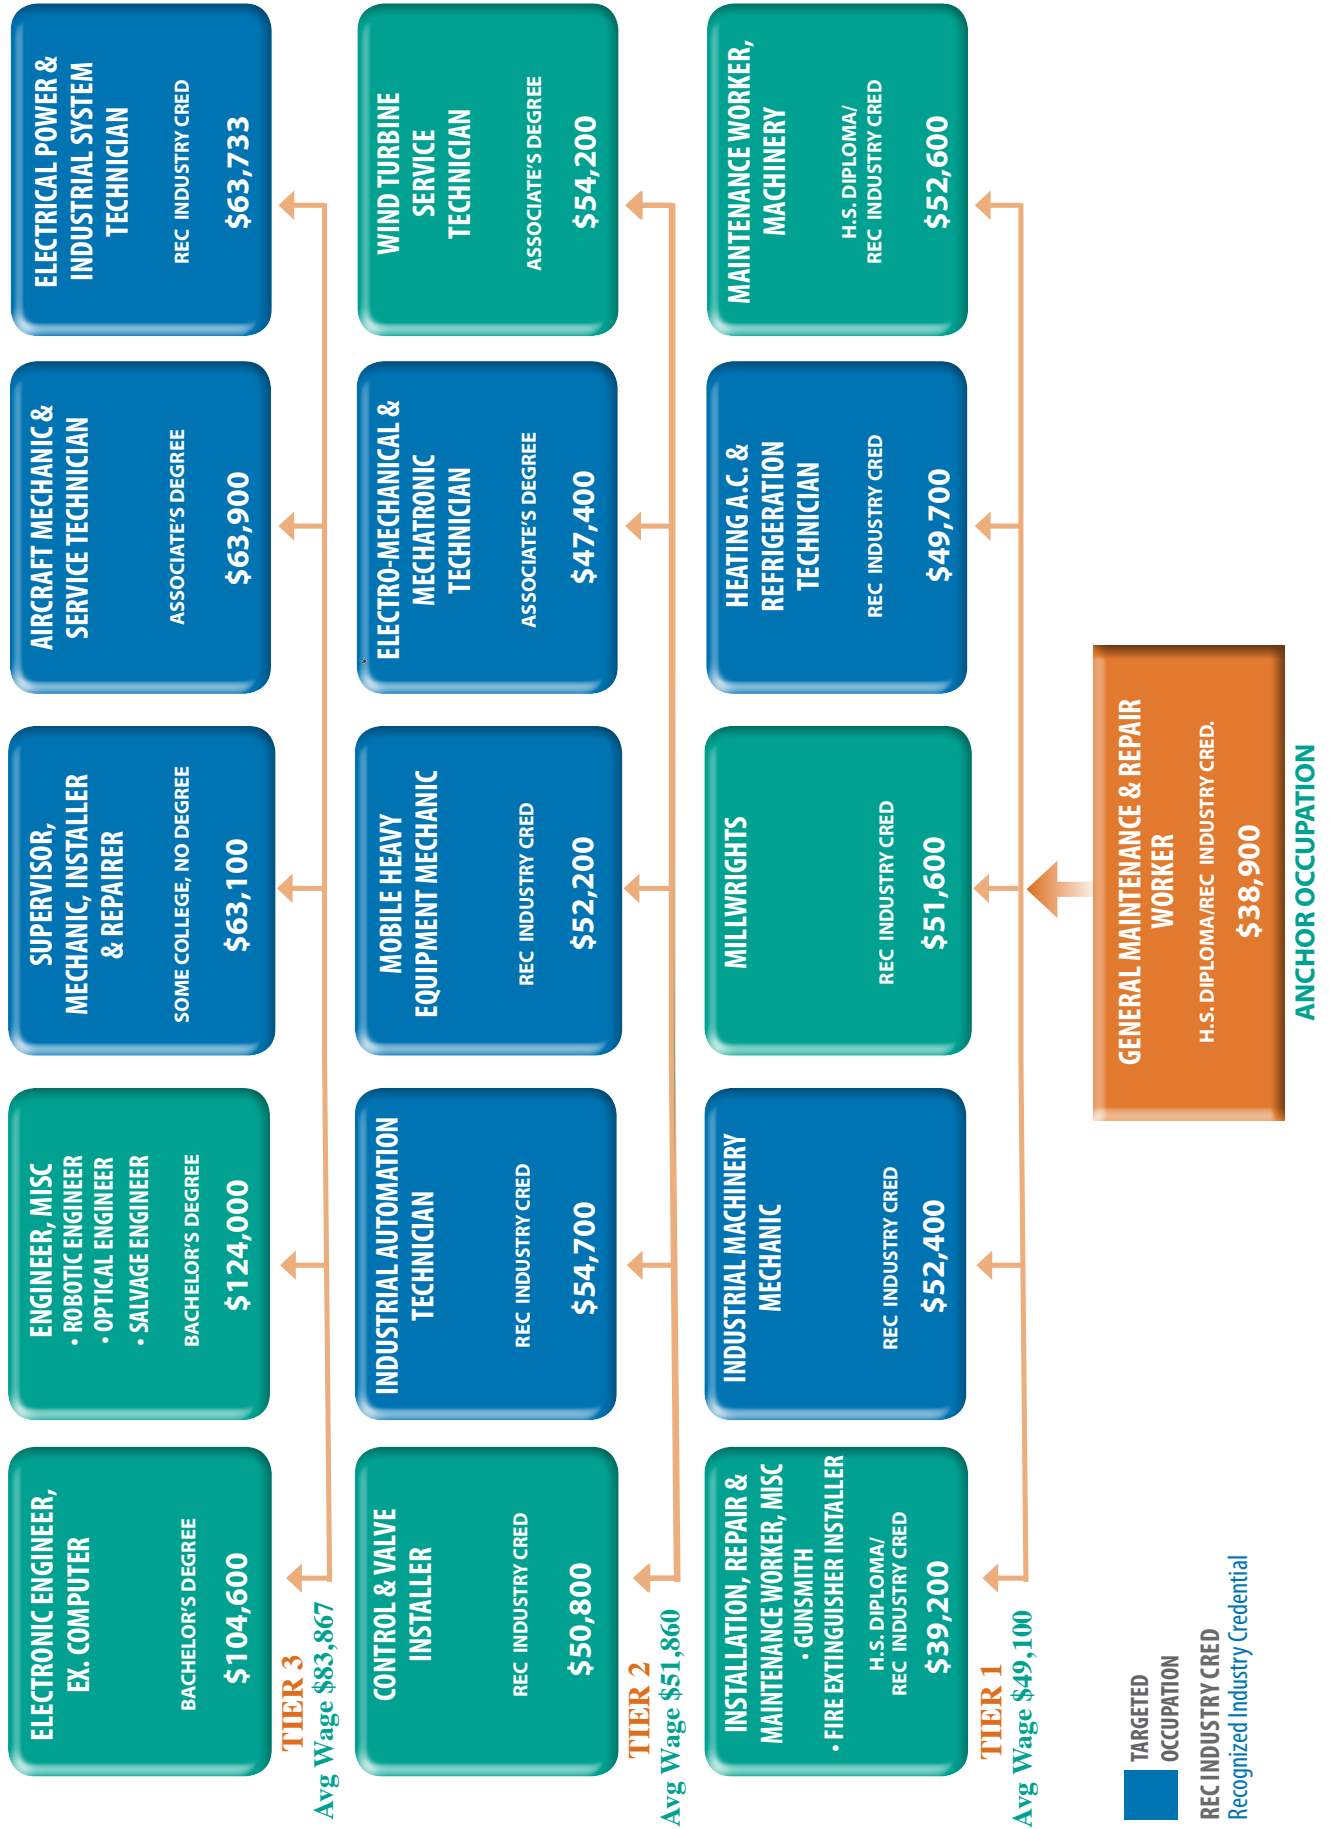 ELECTRONIC ENGINEER,
EX. COMPUTER
BACHELOR'S DEGREE
$104,600
ENGINEER, MISC
• ROBOTIC ENGINEER
• OPTICAL ENGINEER
• SALVAGE ENGINEER
BACHELOR'S DEGREE
$124,000
SUPERVISOR,
MECHANIC, INSTALLER
& REPAIRER
SOME COLLEGE, NO DEGREE
$63,100
AIRCRAFT MECHANIC &
SERVICE TECHNICIAN
ASSOCIATE'S DEGREE
$63,900
ELECTRICAL POWER &
INDUSTRIAL SYSTEM
TECHNICIAN
REC INDUSTRY CRED
$63,733
TIER 3
Avg Wage $83,867
CONTROL & VALVE
INSTALLER
REC INDUSTRY CRED
$50,800
INDUSTRIAL AUTOMATION
TECHNICIAN
REC INDUSTRY CRED
$54,700
MOBILE HEAVY
EQUIPMENT MECHANIC
REC INDUSTRY CRED
$52,200
ELECTRO-MECHANICAL &
MECHATRONIC
TECHNICIAN
ASSOCIATE'S DEGREE
$47,400
WIND TURBINE
SERVICE
TECHNICIAN
ASSOCIATE'S DEGREE
$54,200
TIER 2
Avg Wage $51,860
INSTALLATION, REPAIR &
MAINTENANCE WORKER, MISC
• GUNSMITH
• FIRE EXTINGUISHER INSTALLER
H.S. DIPLOMA/
REC INDUSTRY CRED
$39,200
INDUSTRIAL MACHINERY
MECHANIC
REC INDUSTRY CRED
$52,400
MILLWRIGHTS
REC INDUSTRY CRED
$51,600
HEATING A.C. &
REFRIGERATION
TECHNICIAN
REC INDUSTRY CRED
$49,700
MAINTENANCE WORKER,
MACHINERY
H.S. DIPLOMA/
REC INDUSTRY CRED
$52,600
TIER 1
Avg Wage $49,100
GENERAL MAINTENANCE & REPAIR
WORKER
H.S. DIPLOMA/REC INDUSTRY CRED.
$38,900
ANCHOR OCCUPATION
TARGETED
OCCUPATION
REC INDUSTRY CRED
Recognized Industry Credential